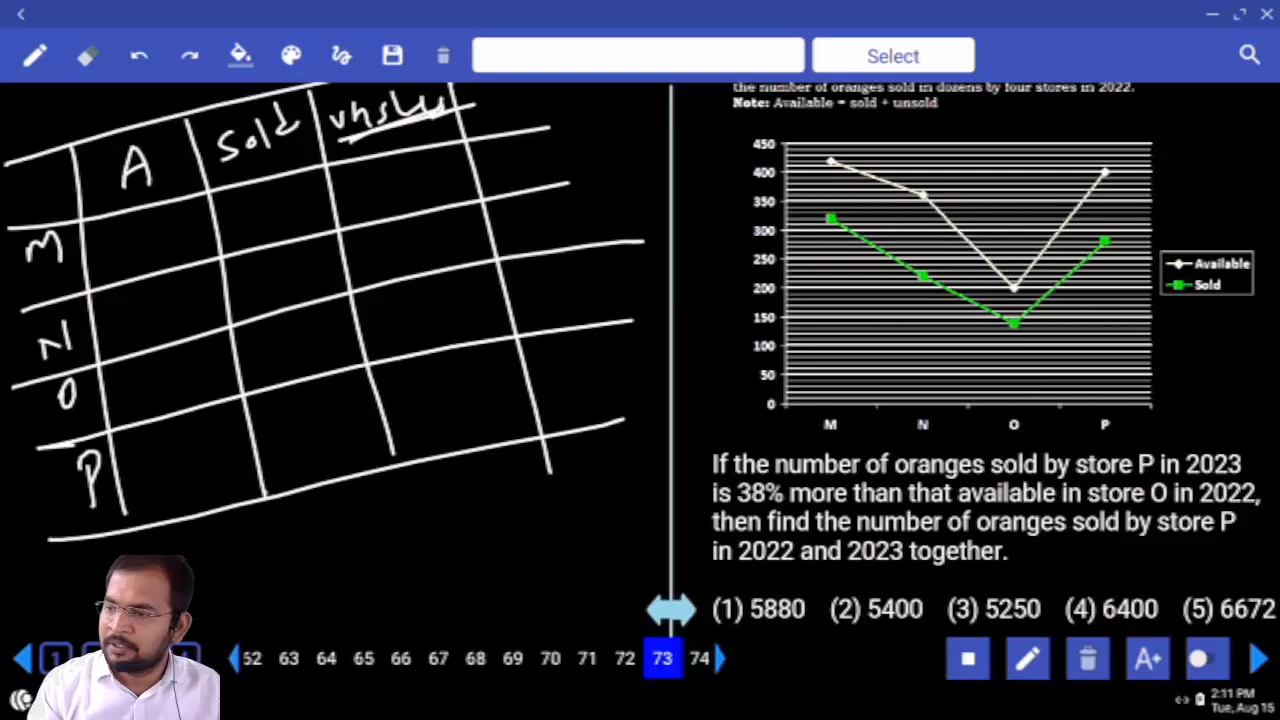 Select
the number of oranges sold in dozens by four stores in 2022.
Note: Available = sold + unsold
A Sold unsold
M
N
O
P
450
400
350
300
250
200
150
100
50
0
M N O P
Available
Sold
If the number of oranges sold by store P in 2023
is 38% more than that available in store O in 2022,
then find the number of oranges sold by store P
in 2022 and 2023 together.
(1) 5880 (2) 5400 (3) 5250 (4) 6400 (5) 6672
1 52 63 64 65 66 67 68 69 70 71 72 73 74
A+
2:11 PM
Tue, Aug 15